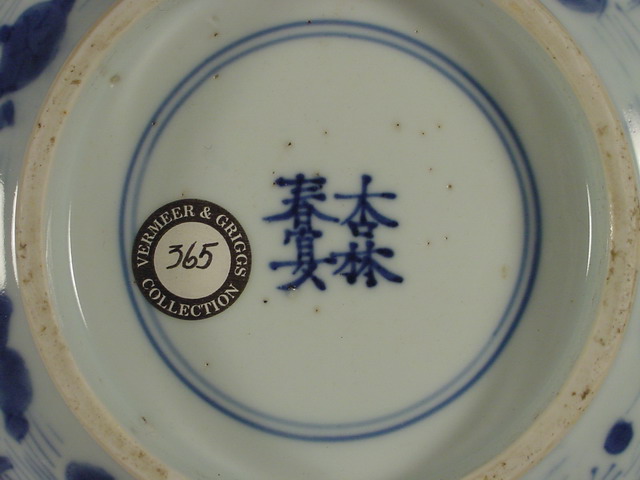 杏林
春宴
VERMEER & GRIGGS
365
COLLECTION